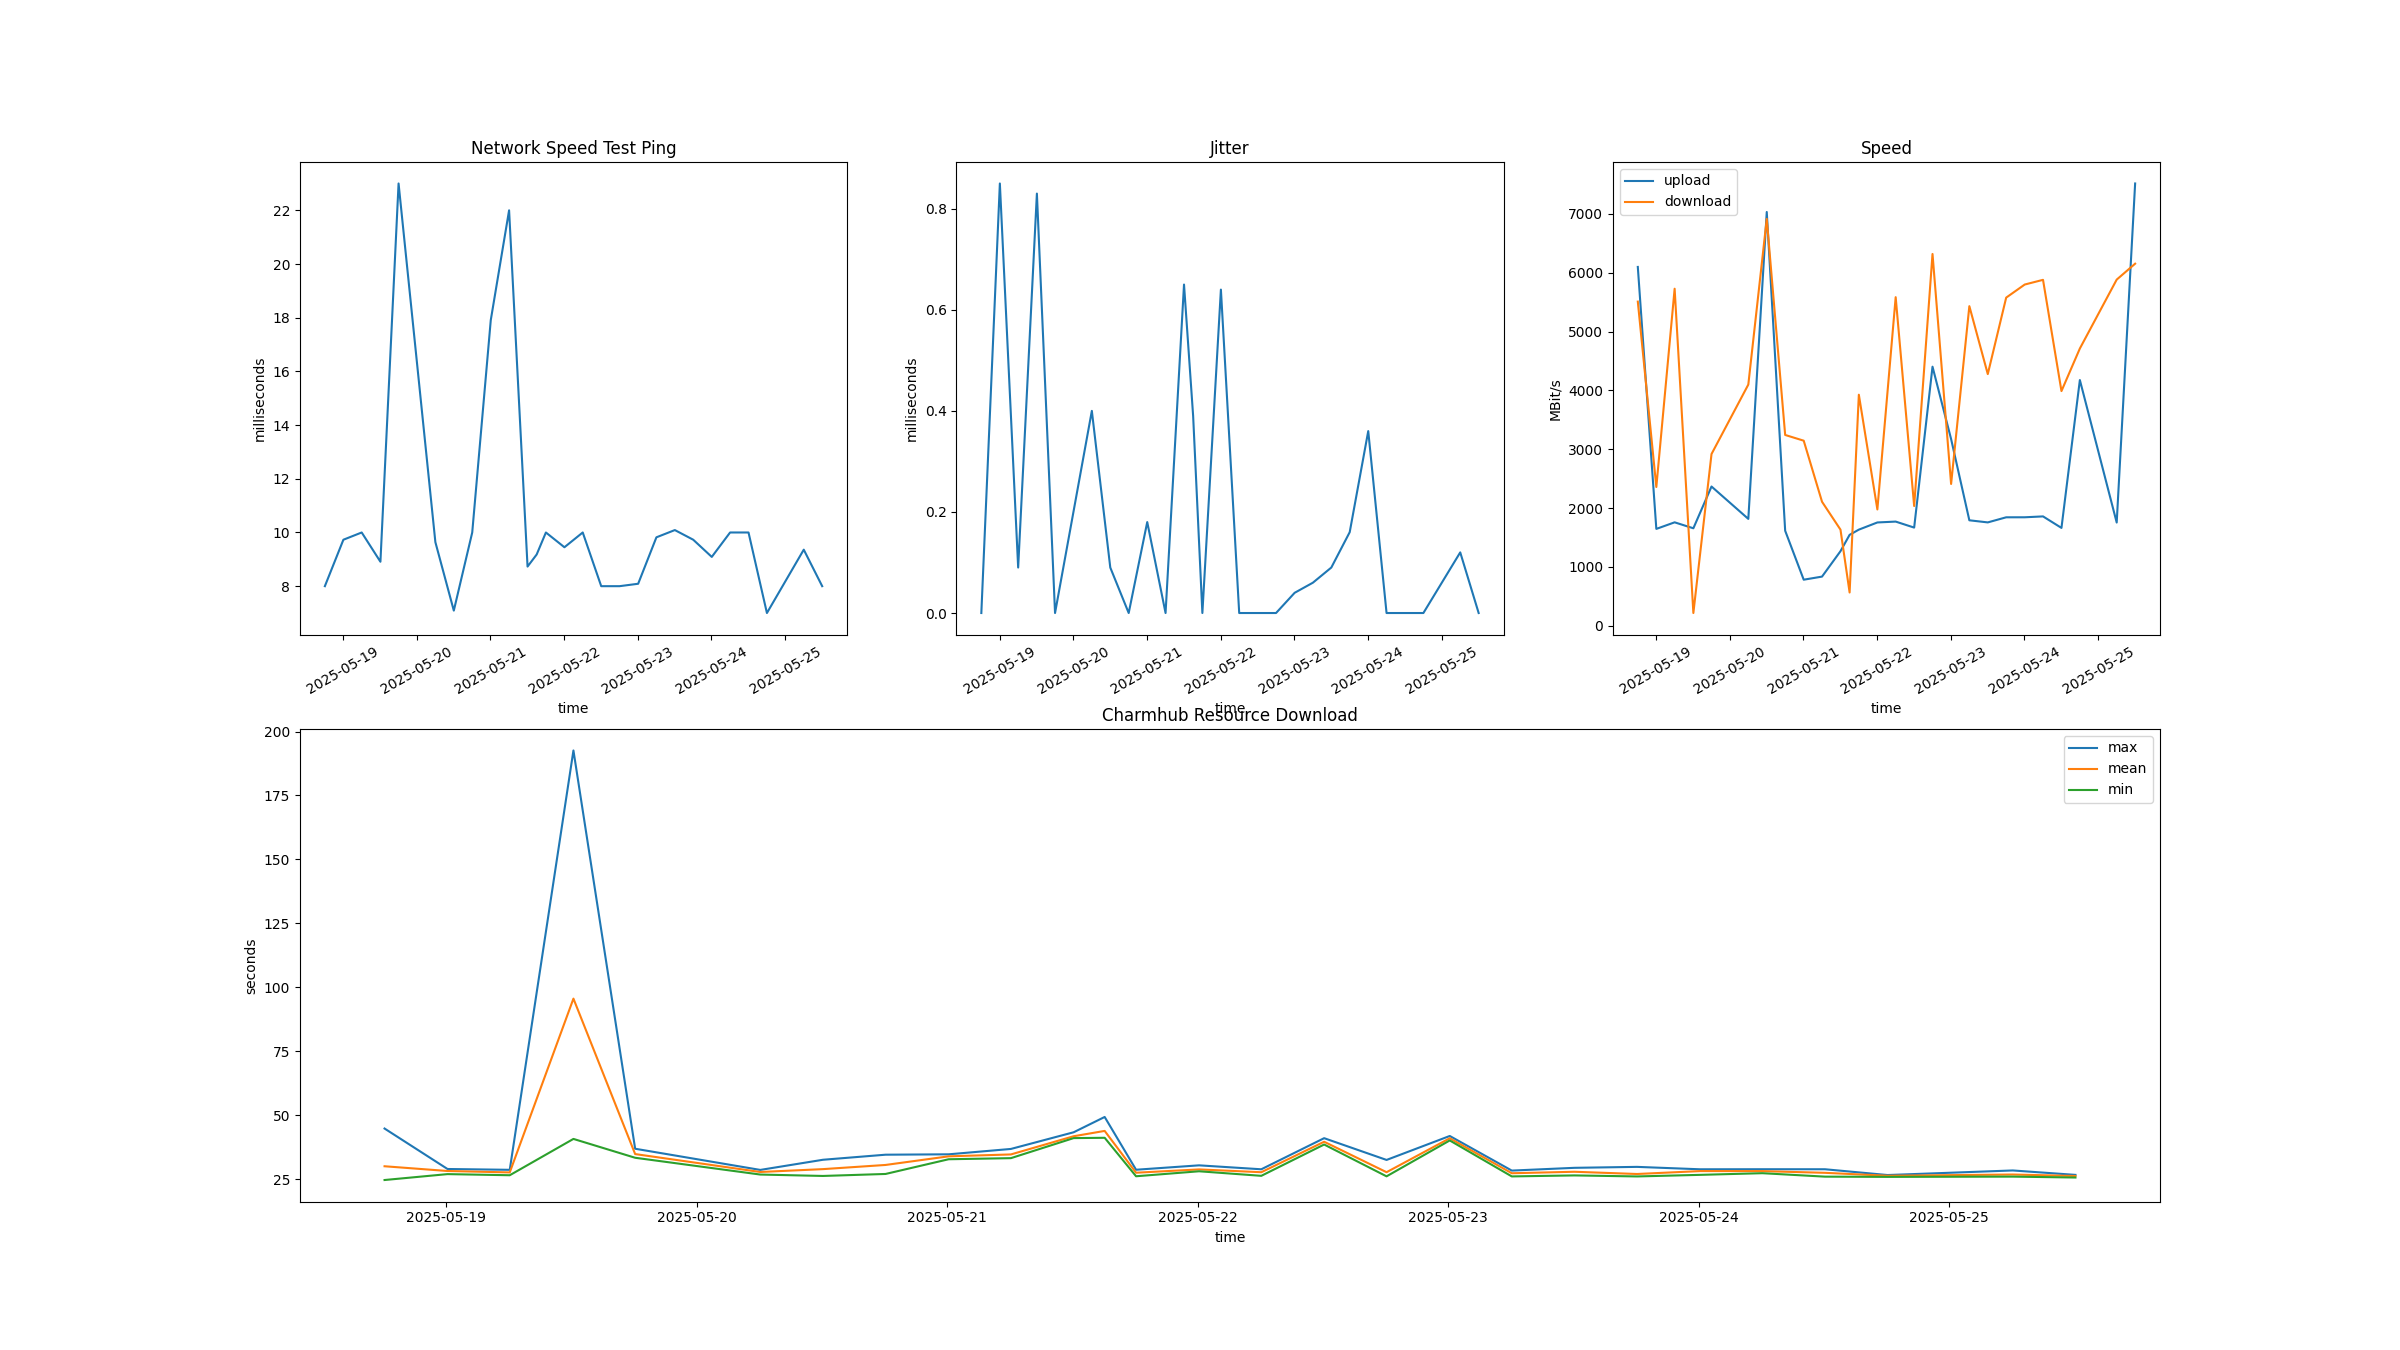 Network Speed Test Ping
milliseconds
22
20
18
16
14
12
10
8
2025-05-19 2025-05-20 2025-05-21 2025-05-22 2025-05-23 2025-05-24 2025-05-25
time
Jitter
milliseconds
0.8
0.6
0.4
0.2
0.0
2025-05-19 2025-05-20 2025-05-21 2025-05-22 2025-05-23 2025-05-24 2025-05-25
time
Speed
upload
download
MBit/s
7000
6000
5000
4000
3000
2000
1000
0
2025-05-19 2025-05-20 2025-05-21 2025-05-22 2025-05-23 2025-05-24 2025-05-25
time
Charmhub Resource Download
max
mean
min
seconds
200
175
150
125
100
75
50
25
2025-05-19 2025-05-20 2025-05-21 2025-05-22 2025-05-23 2025-05-24 2025-05-25
time